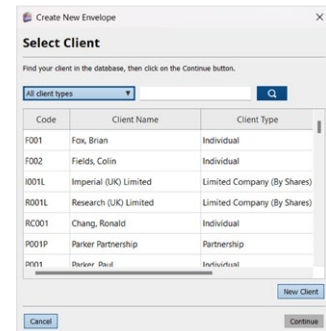 Create New Envelope
Select Client
Find your client in the database, then click on the Continue button.
All client types
Code Client Name Client Type
F001 Fox, Brian Individual
F002 Fields, Colin Individual
I001L Imperial (UK) Limited Limited Company (By Shares)
R001L Research (UK) Limited Limited Company (By Shares)
RC001 Chang, Ronald Individual
P001P Parker Partnership Partnership
P001 Parker, Paul Individual
New Client
Cancel Continue